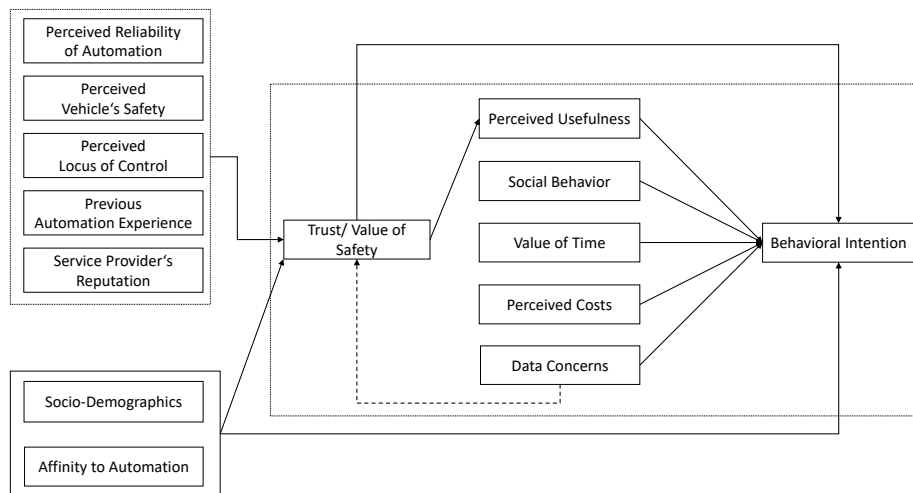 Perceived Reliability
of Automation
Perceived
Vehicle‘s Safety
Perceived
Locus of Control
Previous
Automation Experience
Service Provider‘s
Reputation
Socio-Demographics
Affinity to Automation
Trust/ Value of
Safety
Perceived Usefulness
Social Behavior
Value of Time
Perceived Costs
Data Concerns
Behavioral Intention